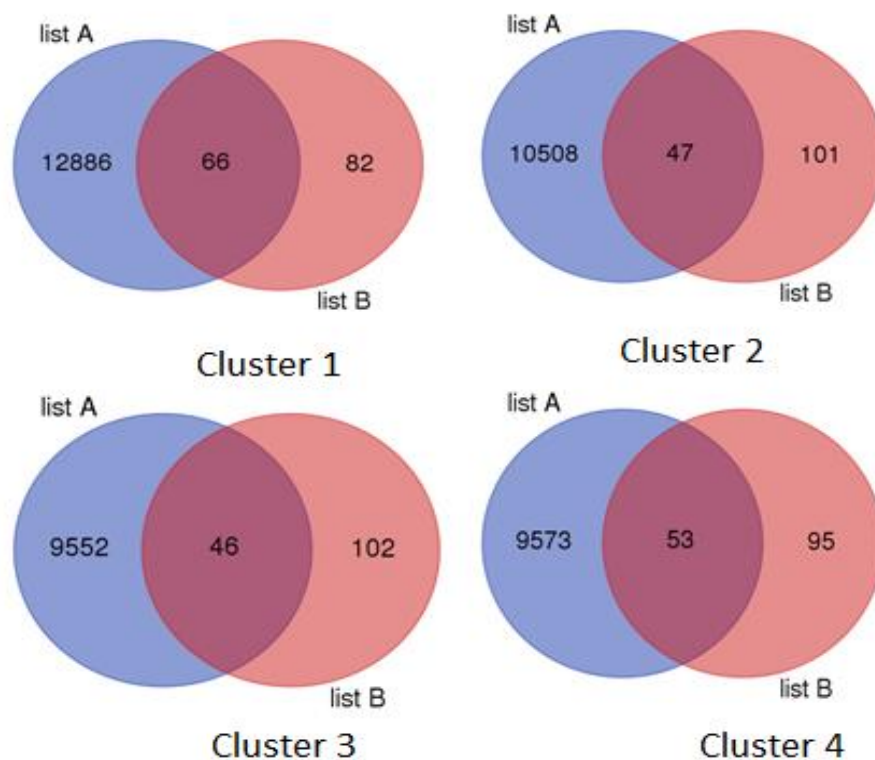 list A
12886 66 82
list B
Cluster 1
list A
10508 47 101
list B
Cluster 2
list A
9552 46 102
list B
Cluster 3
list A
9573 53 95
list B
Cluster 4